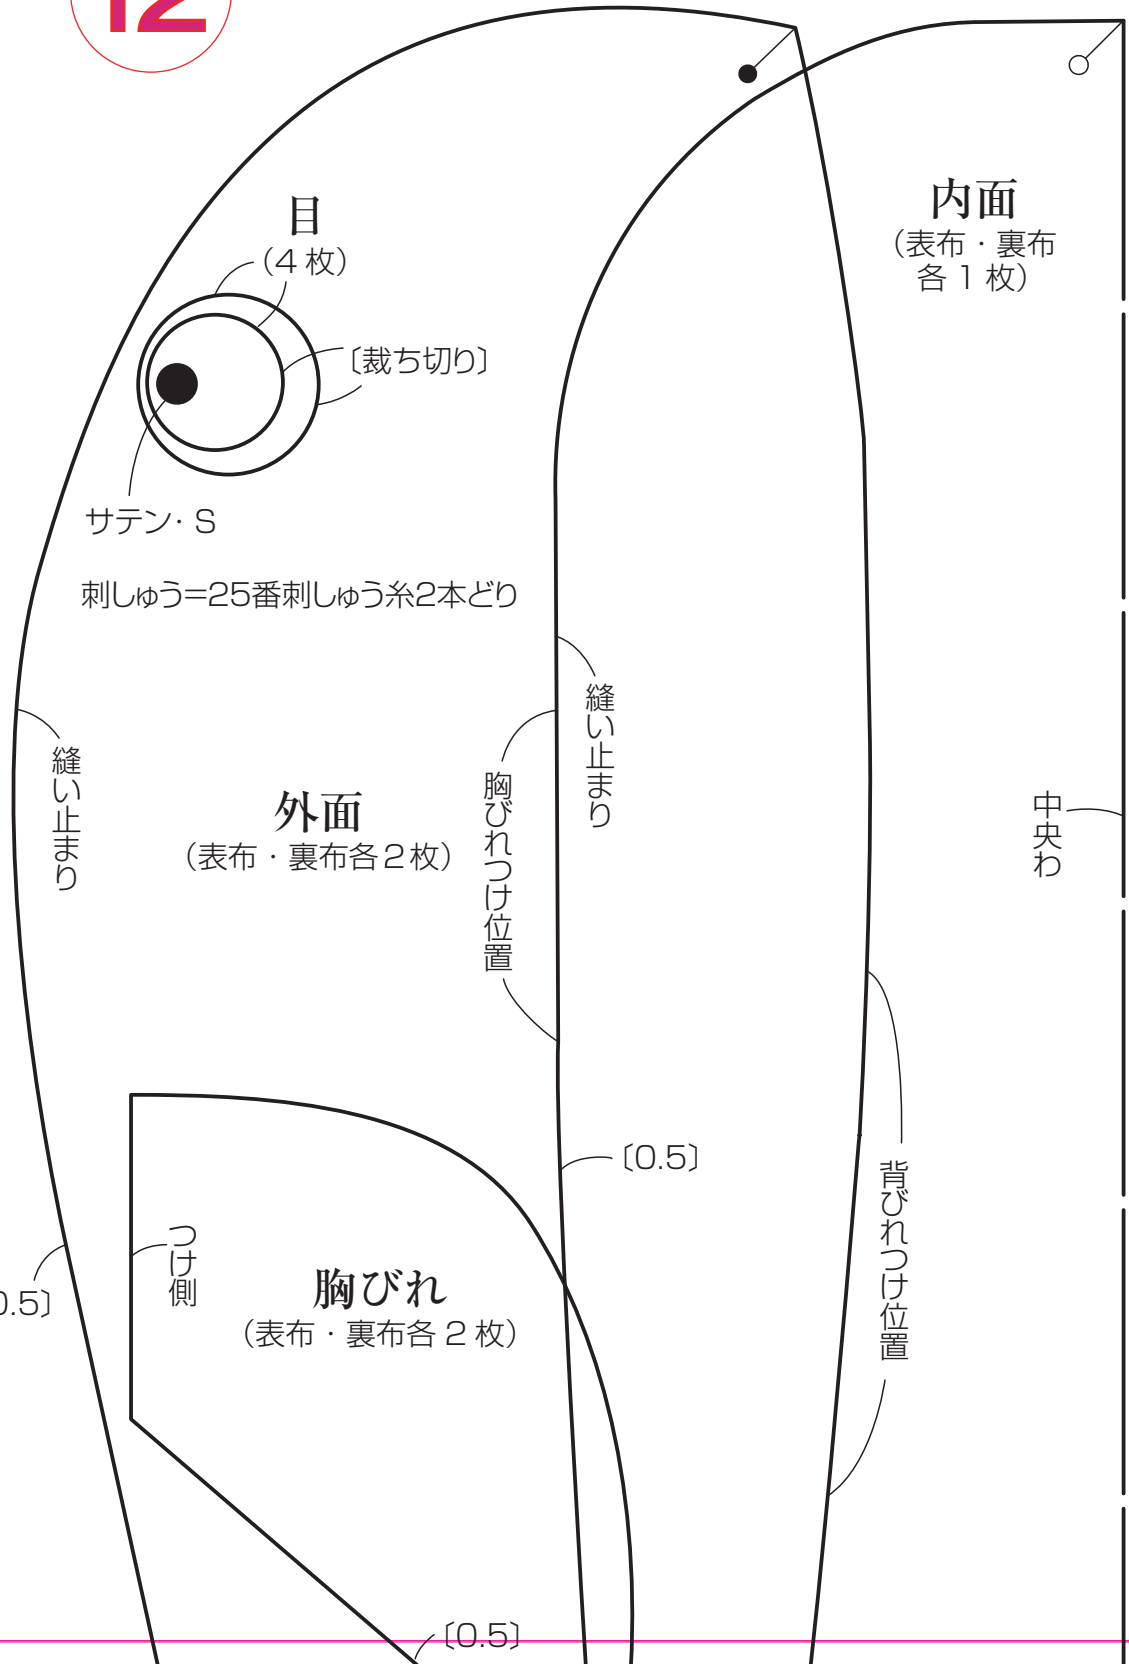 12
目
（4 枚）
〔裁ち切り〕
サテン・S
刺しゅう＝25番刺しゅう糸2本どり
内面
（表布・裏布
各 1 枚）
縫い止まり
外面
（表布・裏布各２枚）
胸びれつけ位置
縫い止まり
中央わ
〔0.5〕
背びれつけ位置
つけ側
胸びれ
（表布・裏布各 2 枚）
0.5〕
〔0.5〕